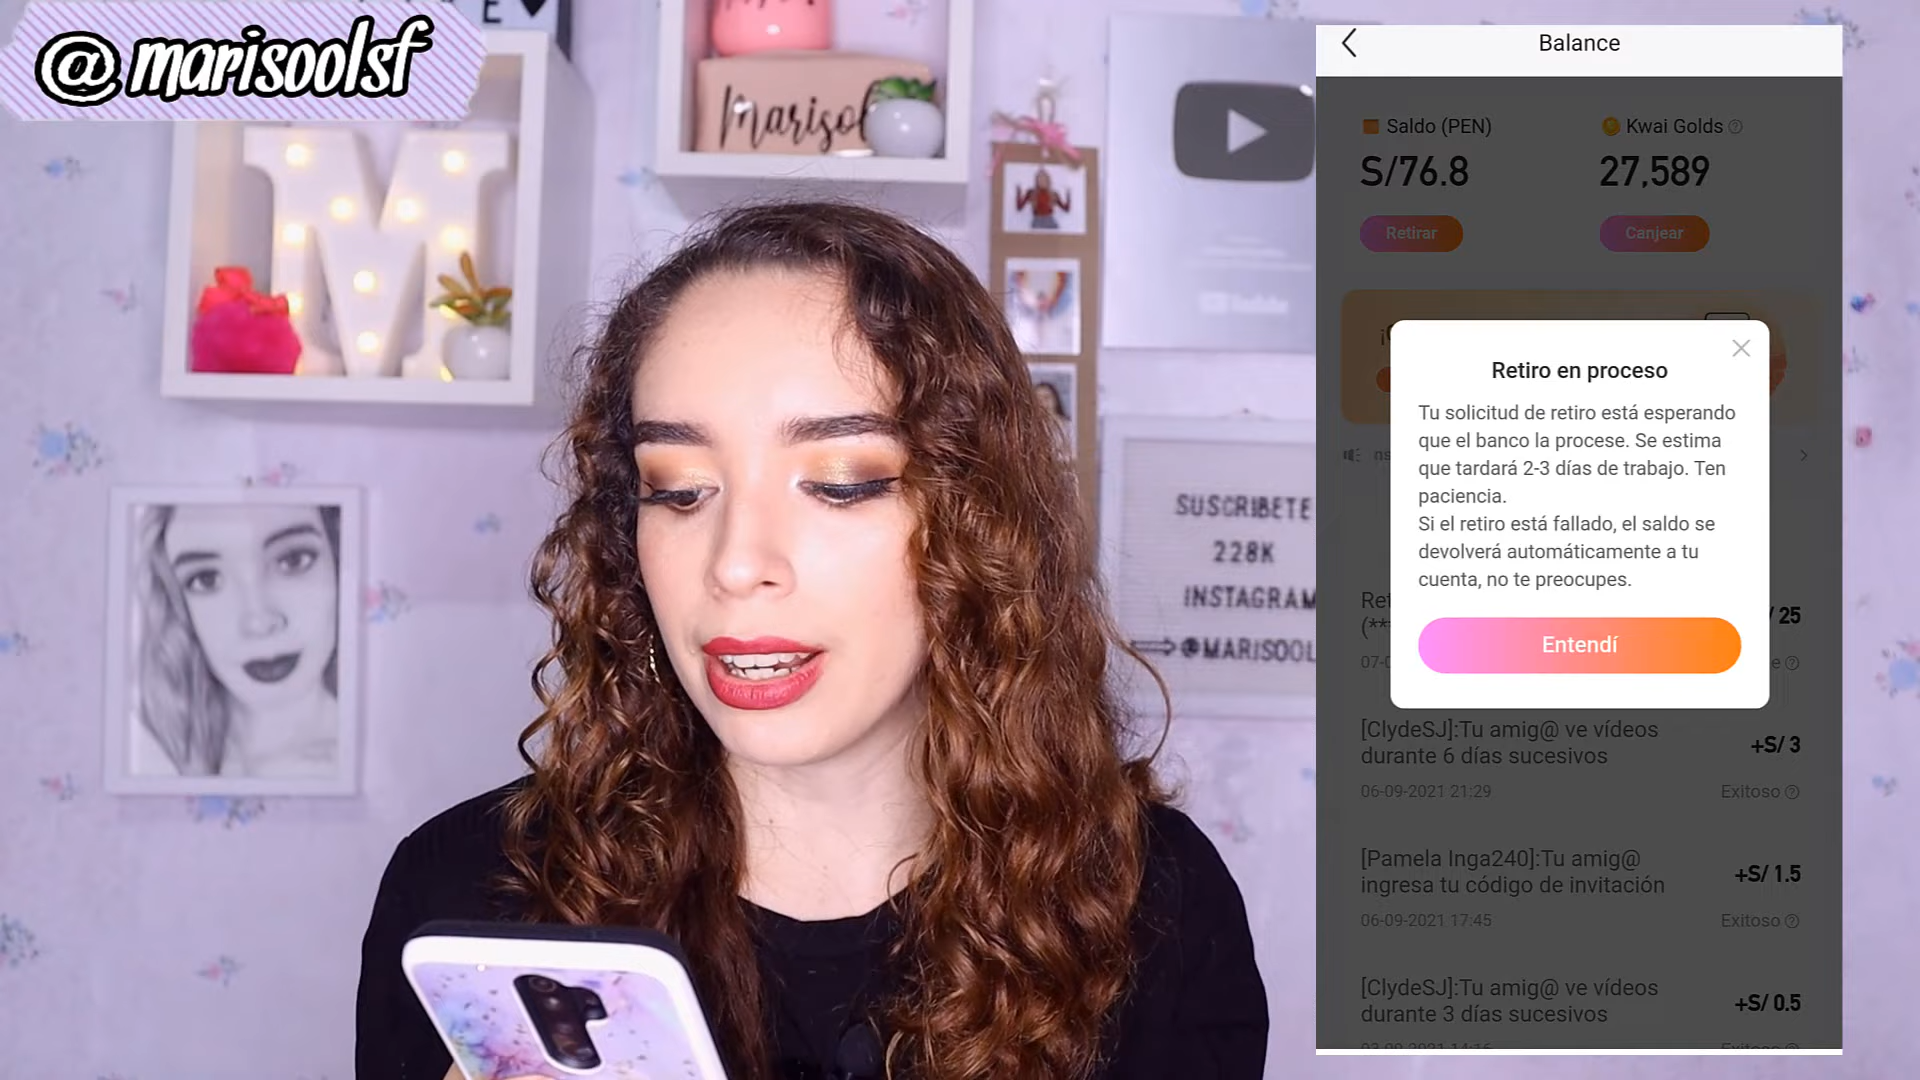 @marisoolsf
E
Marisol
YouTube
SUSCRIBETE
228K
INSTAGRAM
@MARISOOL
Balance
Saldo (PEN)
Kwai Golds
S/76.8
27,589
Retirar
Canjear
Retiro en proceso
Tu solicitud de retiro está esperando
que el banco la procese. Se estima
que tardará 2-3 días de trabajo. Ten
paciencia.
Si el retiro está fallado, el saldo se
devolverá automáticamente a tu
cuenta, no te preocupes.
Entendí
25
[ClydeSJ]:Tu amig@ ve vídeos
durante 6 días sucesivos
+S/ 3
06-09-2021 21:29
Exitoso
[Pamela Inga240]:Tu amig@
ingresa tu código de invitación
+S/ 1.5
06-09-2021 17:45
Exitoso
[ClydeSJ]:Tu amig@ ve vídeos
durante 3 días sucesivos
+S/ 0.5